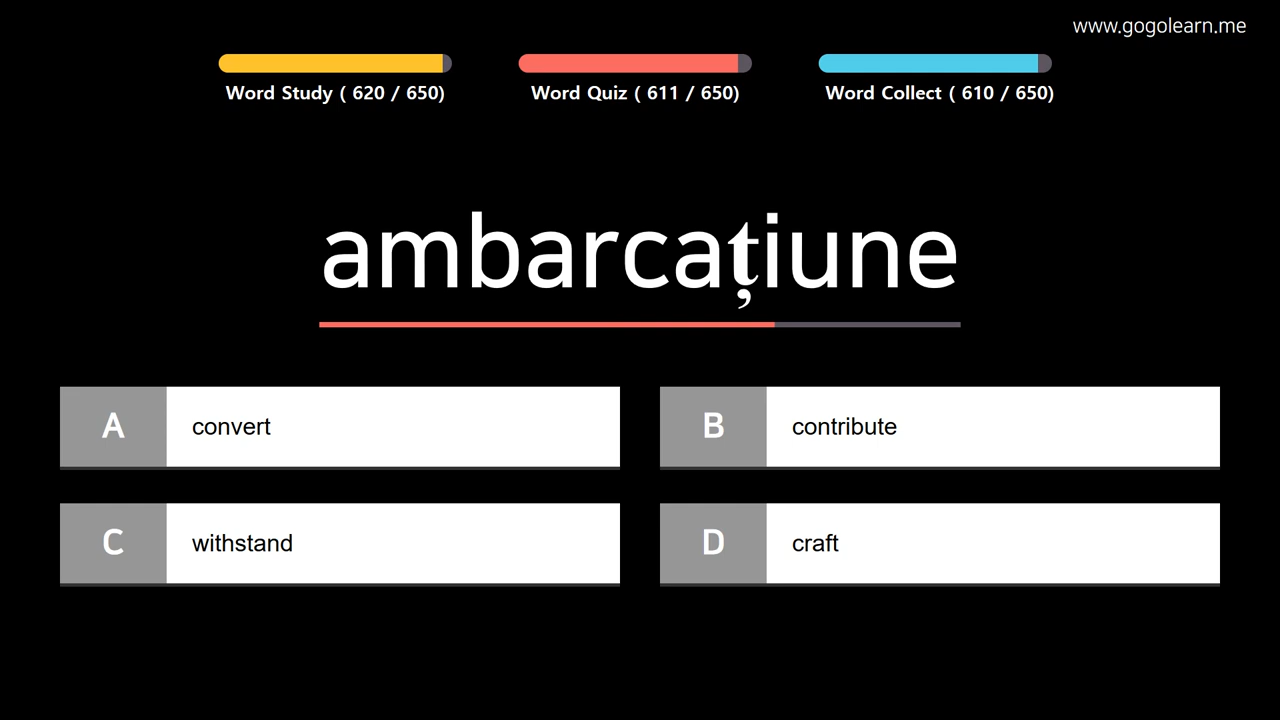 www.gogolearn.me
Word Study ( 620 / 650)
Word Quiz ( 611 / 650)
Word Collect ( 610 / 650)
ambarcațiune
A convert
B contribute
C withstand
D craft